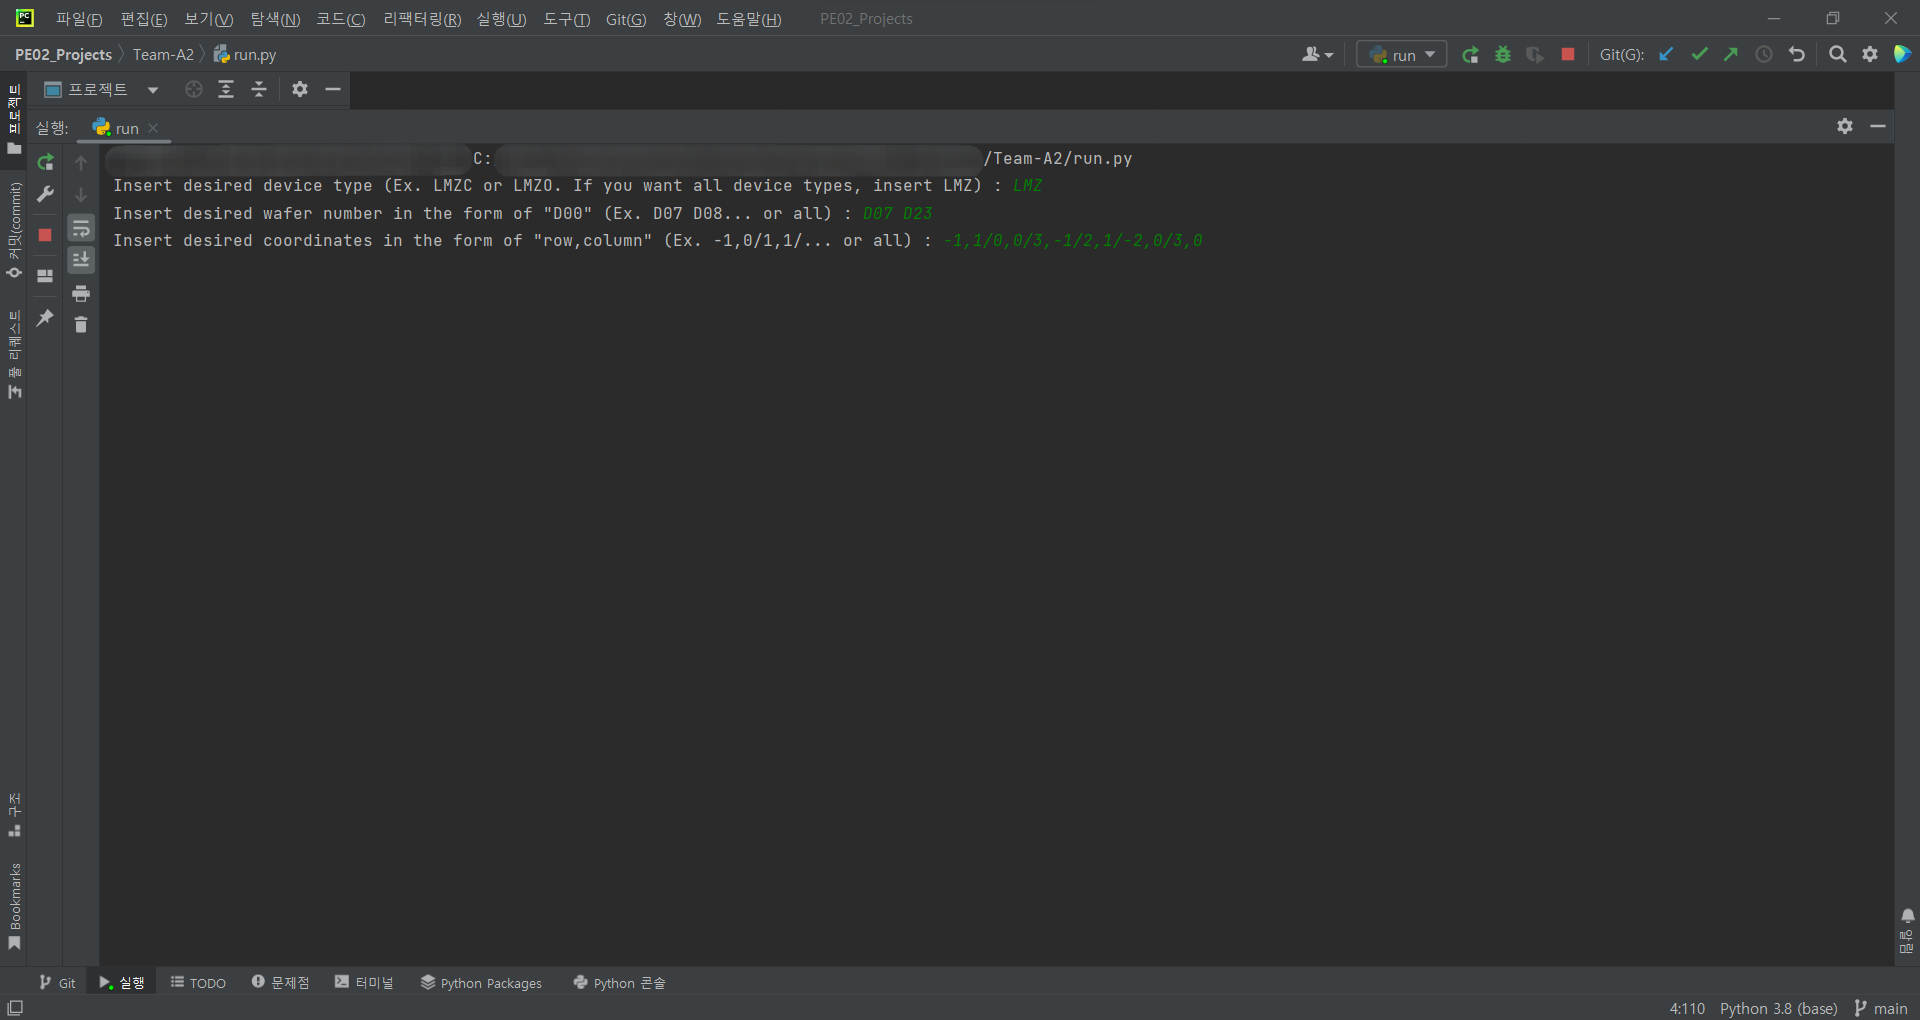 PC 파일(F) 편집(E) 보기(V) 탐색(N) 코드(C) 리팩터링(R) 실행(U) 도구(T) Git(G) 창(W) 도움말(H) PE02_Projects
PE02_Projects Team-A2 run.py run Git(G):
프로젝트
실행: run
C: /Team-A2/run.py
Insert desired device type (Ex. LMZC or LMZO. If you want all device types, insert LMZ) : LMZ
Insert desired wafer number in the form of "D00" (Ex. D07 D08... or all) : D07 D23
Insert desired coordinates in the form of "row,column" (Ex. -1,0/1,1/... or all) : -1,1/0,0/3,-1/2,1/-2,0/3,0
프로젝트
커밋(commit)
풀 리퀘스트
구조
Bookmarks
알림
Git 실행 TODO 문제점 터미널 Python Packages Python 콘솔
4:110 Python 3.8 (base) main